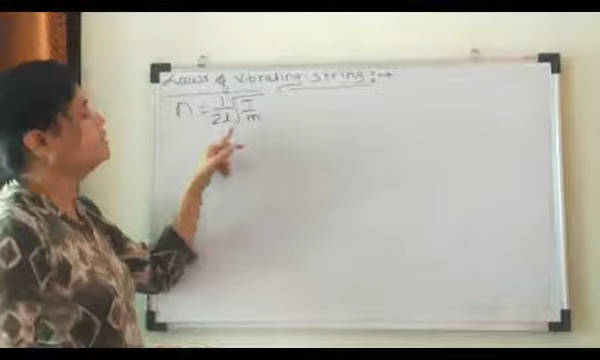 Laws of Vibrating String :→
n = 1/2l √T/m